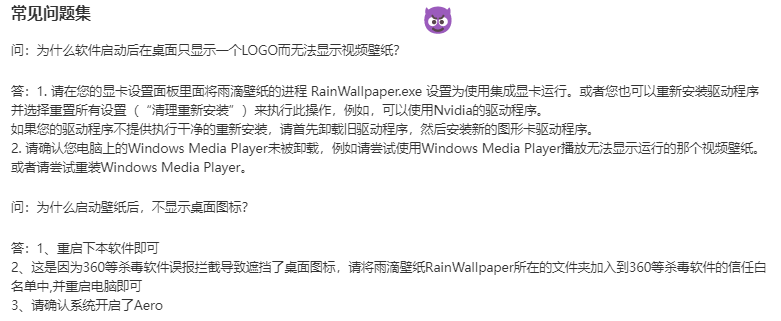 常见问题集
问：为什么软件启动后在桌面只显示一个LOGO而无法显示视频壁纸？
答：1. 请在您的显卡设置面板里面将雨滴壁纸的进程 RainWallpaper.exe 设置为使用集成显卡运行。或者您也可以重新安装驱动程序
并选择重置所有设置（“清理重新安装”）来执行此操作，例如，可以使用Nvidia的驱动程序。
如果您的驱动程序不提供执行干净的重新安装，请首先卸载旧驱动程序，然后安装新的图形卡驱动程序。
2. 请确认您电脑上的Windows Media Player未被卸载，例如请尝试使用Windows Media Player播放无法显示运行的那个视频壁纸。
或者请尝试重装Windows Media Player。
问：为什么启动壁纸后，不显示桌面图标？
答：1、重启下本软件即可
2、这是因为360等杀毒软件误报拦截导致遮挡了桌面图标，请将雨滴壁纸RainWallpaper所在的文件夹加入到360等杀毒软件的信任白
名单中,并重启电脑即可
3、请确认系统开启了Aero